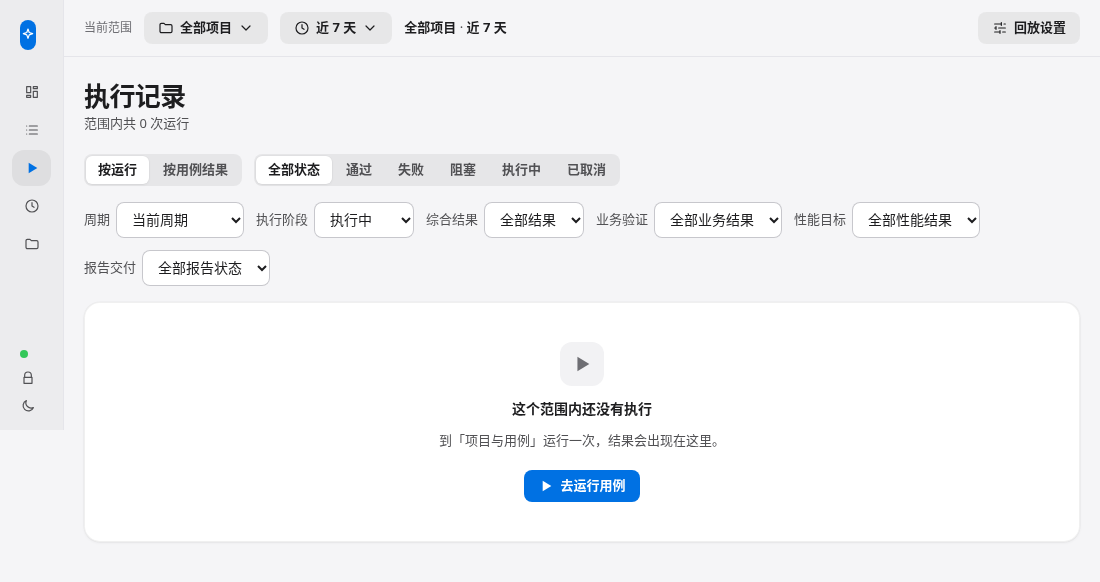 当前范围 全部项目 近 7 天 全部项目 · 近 7 天 回放设置
执行记录
范围内共 0 次运行
按运行 按用例结果 全部状态 通过 失败 阻塞 执行中 已取消
周期 当前周期 执行阶段 执行中 综合结果 全部结果 业务验证 全部业务结果 性能目标 全部性能结果
报告交付 全部报告状态
这个范围内还没有执行
到「项目与用例」运行一次，结果会出现在这里。
去运行用例